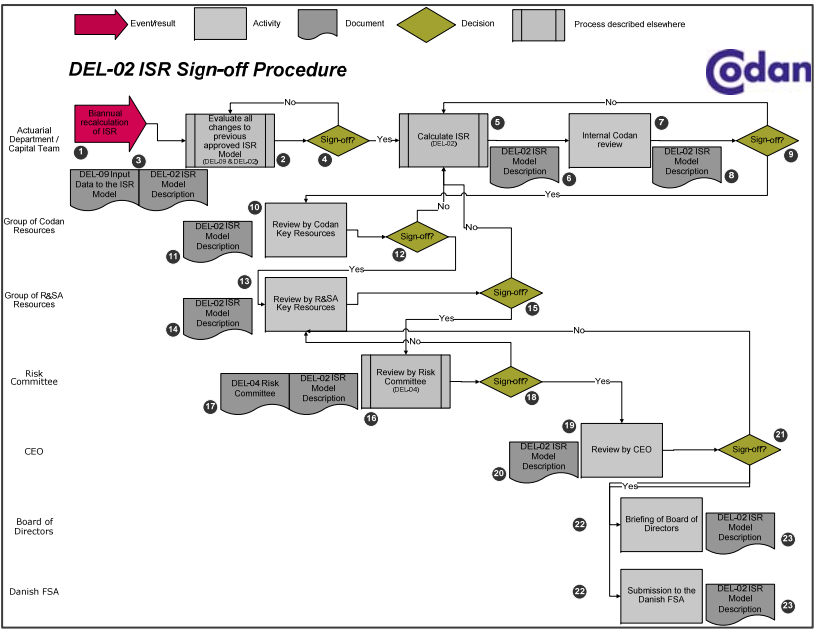 Event/result
Activity
Document
Decision
Process described elsewhere
DEL-02 ISR Sign-off Procedure
Codan
Actuarial
Department /
Capital Team
Biannual
recalculation
of ISR
1
3
DEL-09 Input
Data to the ISR
Model
DEL-02 ISR
Model
Description
Evaluate all
changes to
previous
approved ISR
Model
(DEL-09 & DEL-02)
2
No
Sign-off?
4
Yes
Calculate ISR
(DEL-02)
5
DEL-02 ISR
Model
Description
6
Internal Codan
review
7
DEL-02 ISR
Model
Description
8
No
Sign-off?
9
Yes
Group of Codan
Resources
10
Review by Codan
Key Resources
DEL-02 ISR
Model
Description
11
Sign-off?
12
No
No
Yes
Group of R&SA
Resources
13
Review by R&SA
Key Resources
DEL-02 ISR
Model
Description
14
Sign-off?
15
Yes
No
No
Risk
Committee
DEL-04 Risk
Committee
DEL-02 ISR
Model
Description
17
Review by Risk
Committee
(DEL-04)
16
Sign-off?
18
Yes
CEO
19
Review by CEO
DEL-02 ISR
Model
Description
20
Sign-off?
21
Yes
Board of
Directors
22
Briefing of Board of
Directors
DEL-02 ISR
Model
Description
23
Danish FSA
22
Submission to the
Danish FSA
DEL-02 ISR
Model
Description
23